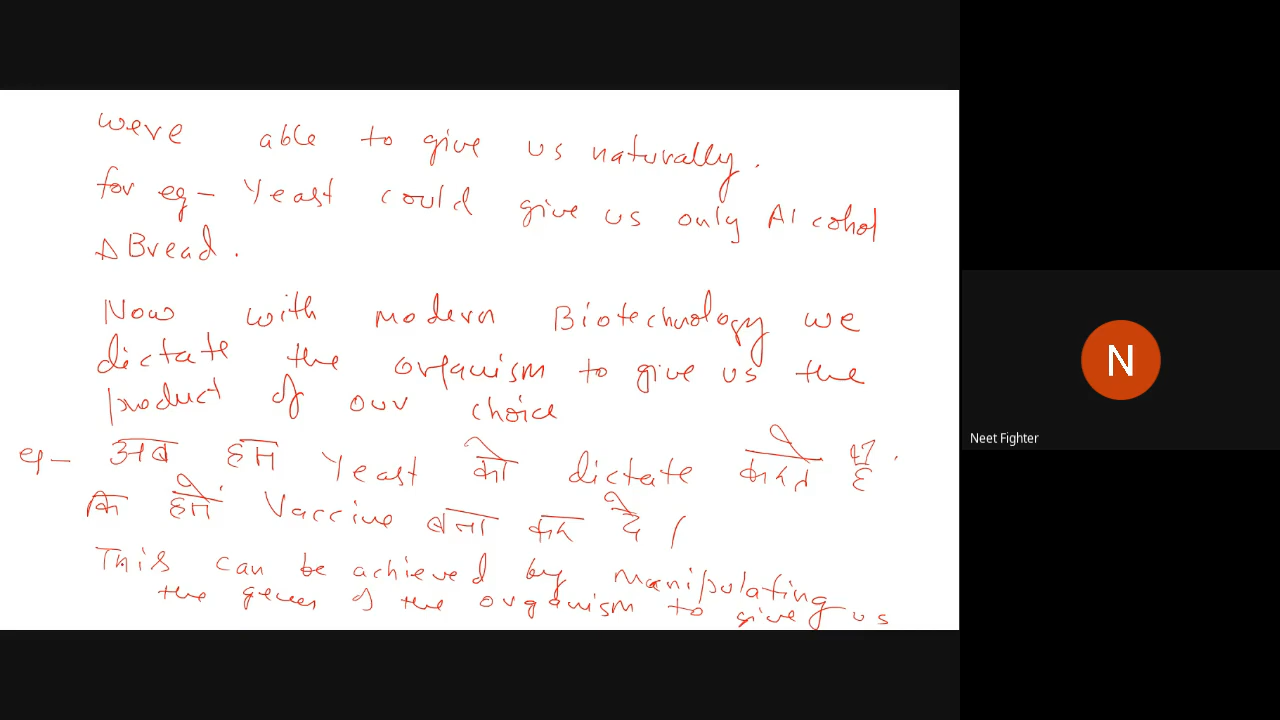 were able to give us naturally.
for eg - Yeast could give us only Alcohol
& Bread.
Now with modern Biotechnology we
dictate the organism to give us the
product of our choice
eg - अब हम Yeast को dictate करते हैं.
कि हमें Vaccine बना कर दे |
This can be achieved by manipulating
the genes of the organism to give us
N
Neet Fighter